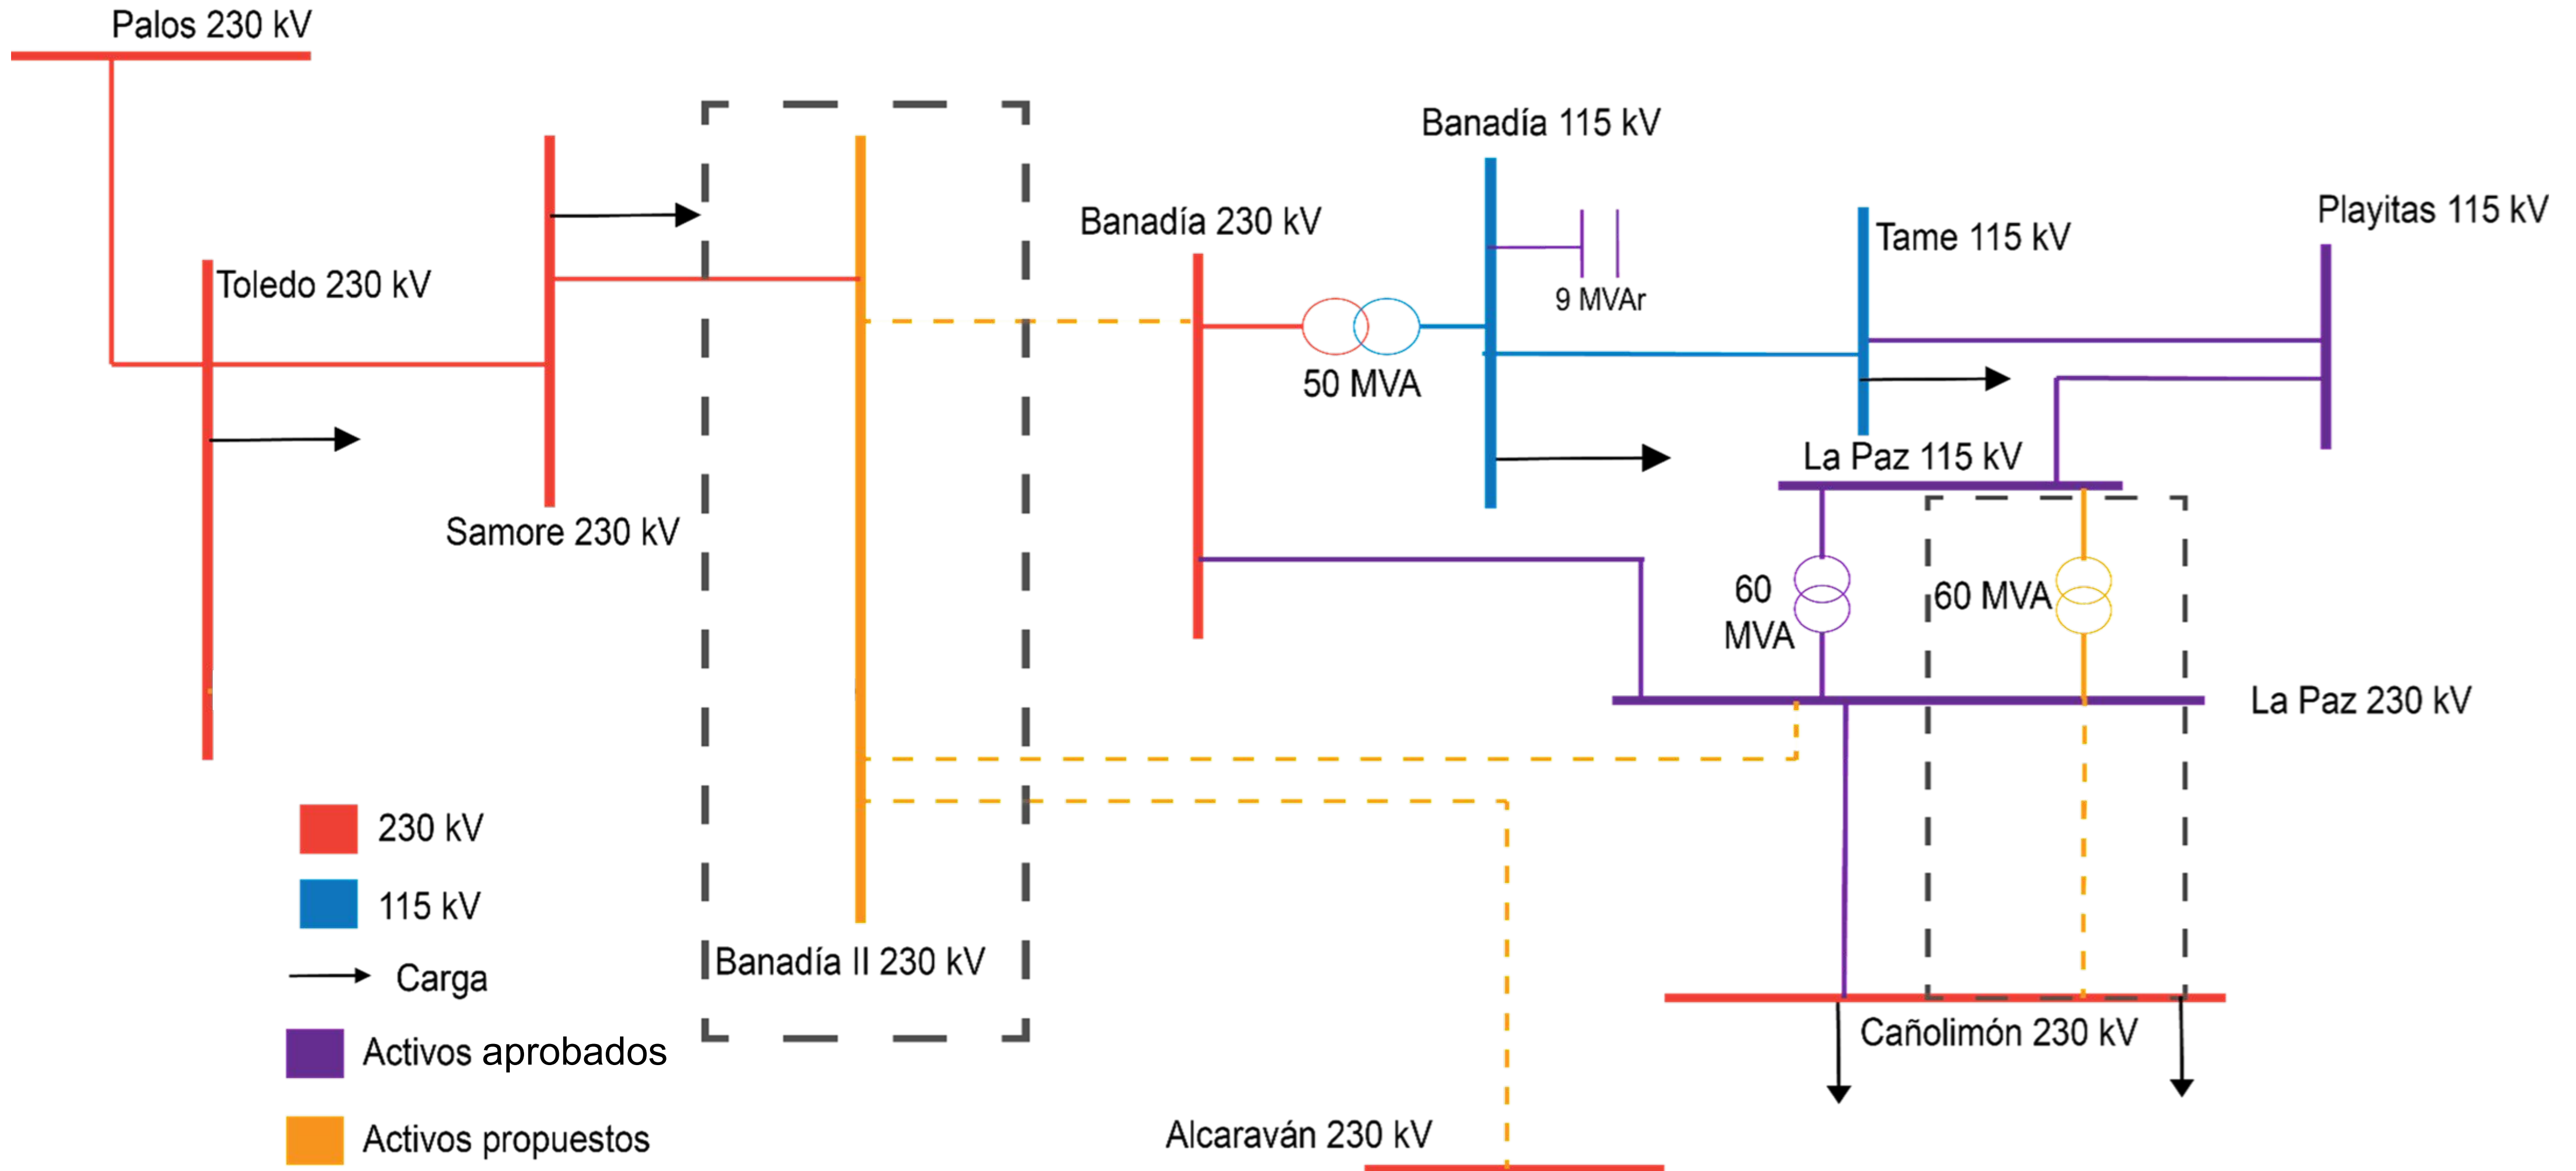 Palos 230 kV
Toledo 230 kV
Samore 230 kV
Banadía II 230 kV
Banadía 230 kV
50 MVA
Banadía 115 kV
9 MVAr
Tame 115 kV
Playitas 115 kV
La Paz 115 kV
60
MVA
60 MVA
La Paz 230 kV
Cañolimón 230 kV
Alcaraván 230 kV
230 kV
115 kV
Carga
Activos aprobados
Activos propuestos